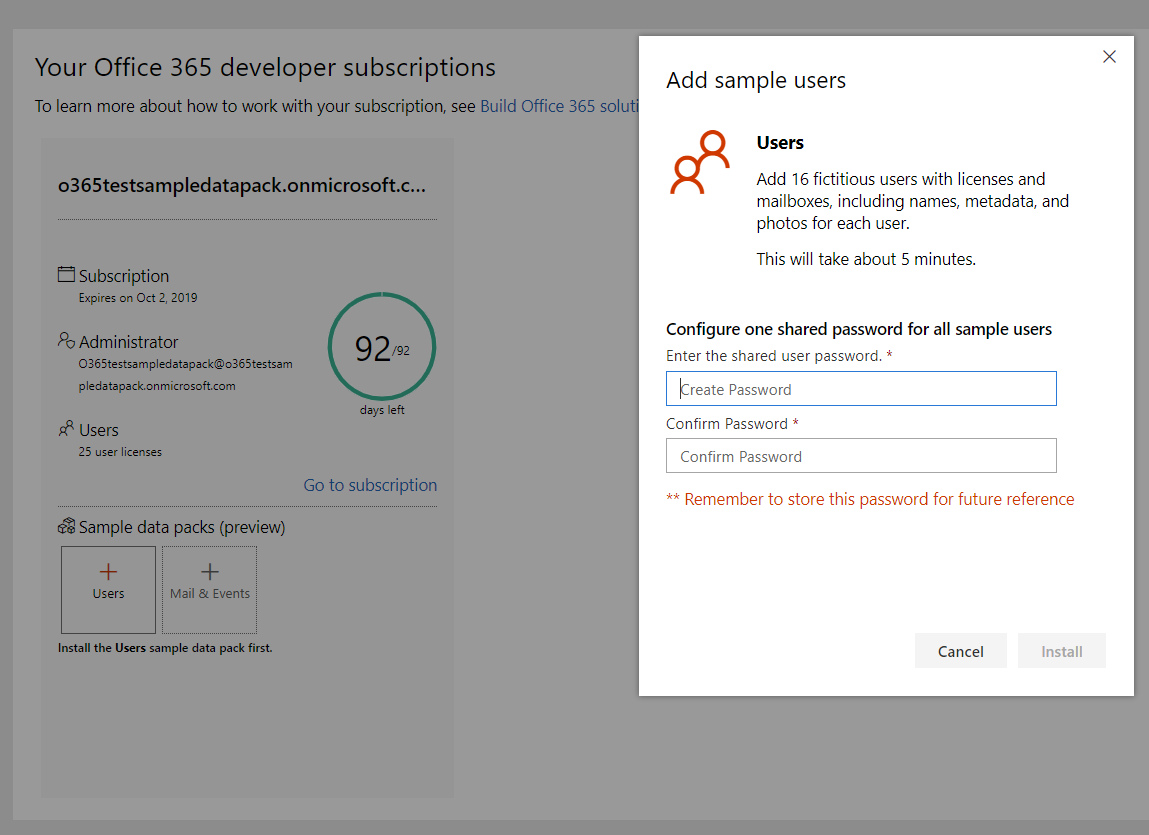 Your Office 365 developer subscriptions
To learn more about how to work with your subscription, see Build Office 365 soluti
o365testsampledatapack.onmicrosoft.c...
Subscription
Expires on Oct 2, 2019
Administrator
O365testsampledatapack@o365testsam
pledatapack.onmicrosoft.com
92/92
days left
Users
25 user licenses
Go to subscription
Sample data packs (preview)
Users
Mail & Events
Install the Users sample data pack first.
Add sample users
Users
Add 16 fictitious users with licenses and
mailboxes, including names, metadata, and
photos for each user.
This will take about 5 minutes.
Configure one shared password for all sample users
Enter the shared user password. *
Create Password
Confirm Password *
Confirm Password
** Remember to store this password for future reference
Cancel
Install